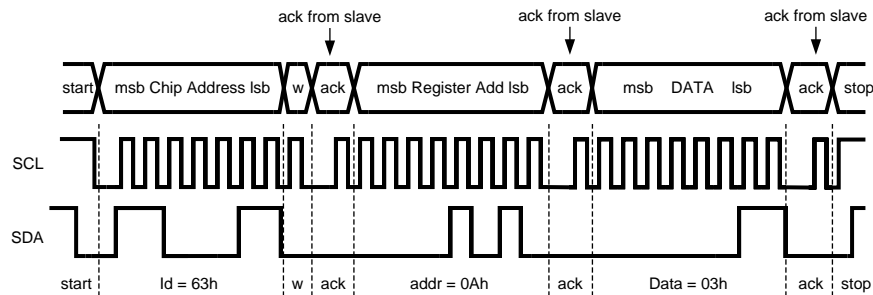 ack from slave ack from slave ack from slave
start msb Chip Address lsb w ack msb Register Add lsb ack msb DATA lsb ack stop
SCL
SDA
start Id = 63h w ack addr = 0Ah ack Data = 03h ack stop